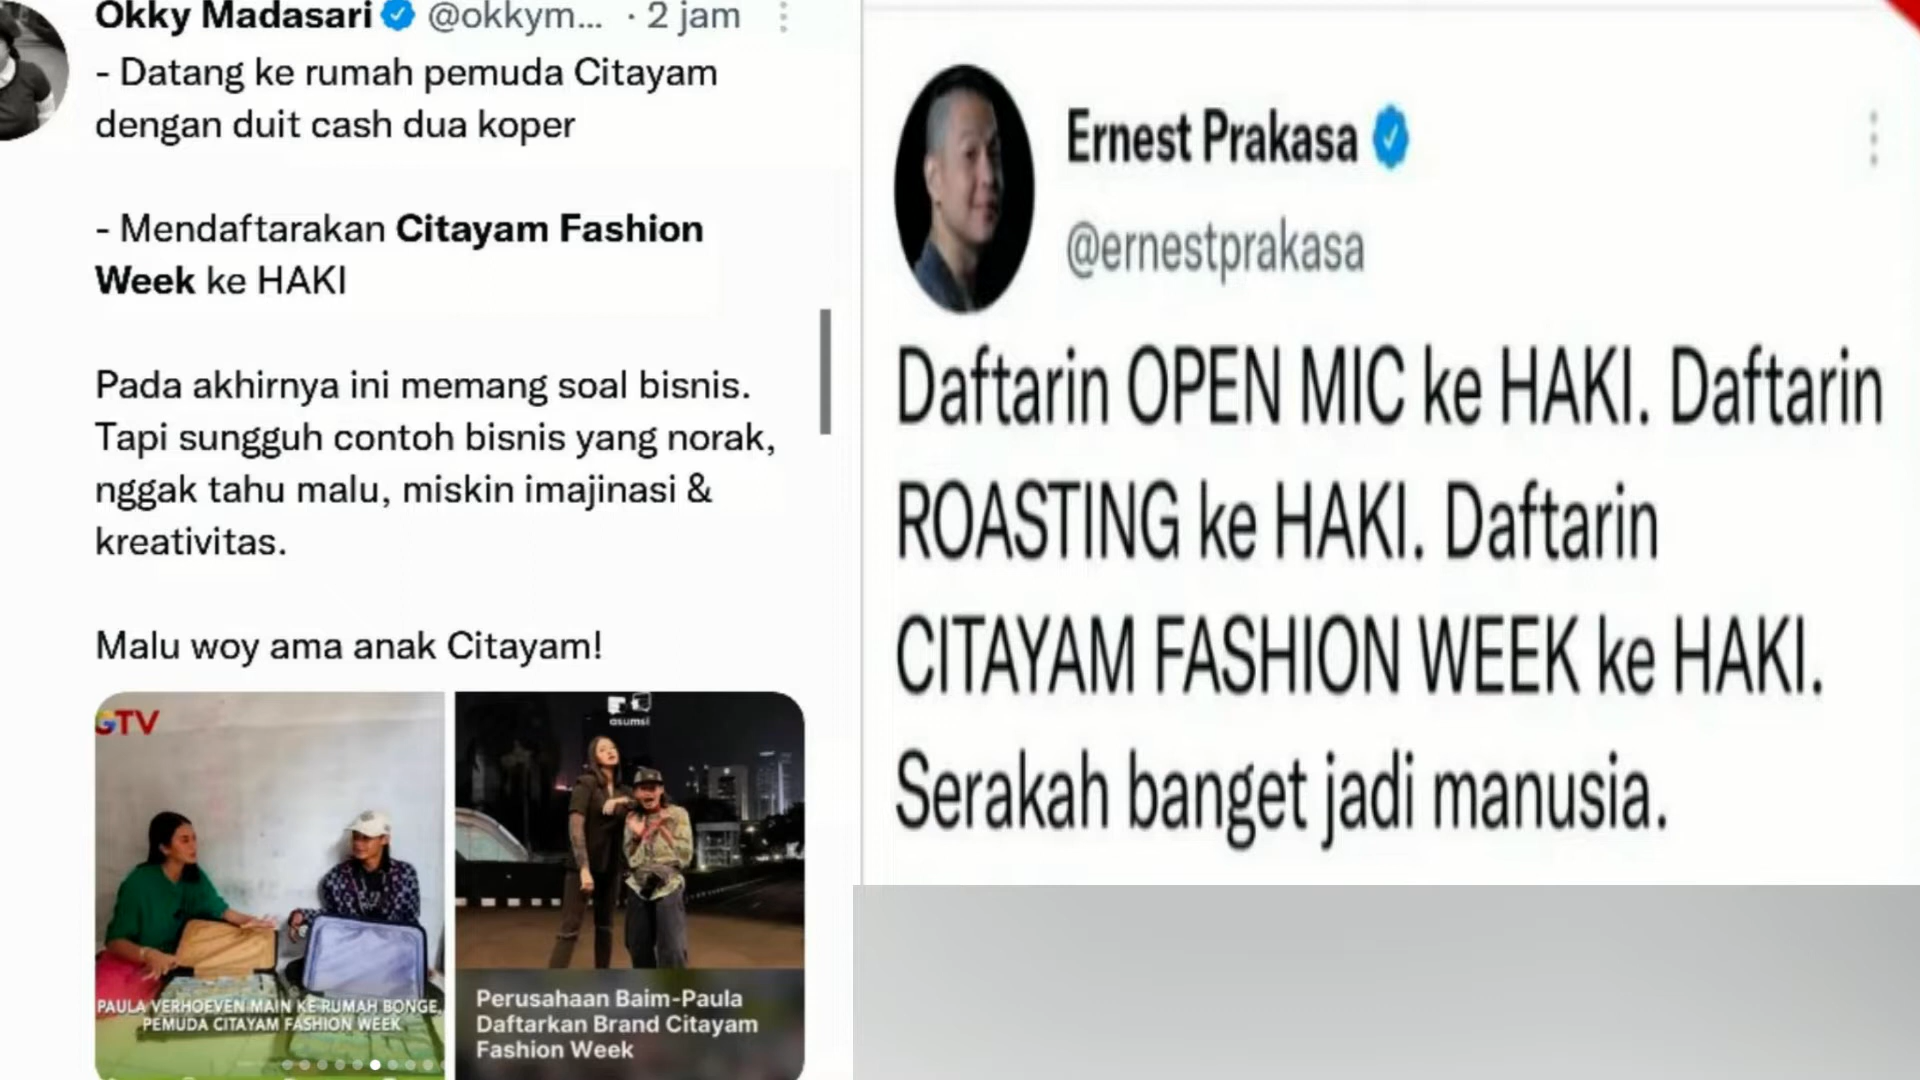 Okky Madasari @okkym... · 2 jam
- Datang ke rumah pemuda Citayam
dengan duit cash dua koper
- Mendaftarakan Citayam Fashion
Week ke HAKI
Pada akhirnya ini memang soal bisnis.
Tapi sungguh contoh bisnis yang norak,
nggak tahu malu, miskin imajinasi &
kreativitas.
Malu woy ama anak Citayam!
GTV
PAULA VERHOEVEN MAIN KE RUMAH BONGE,
PEMUDA CITAYAM FASHION WEEK
asumsi
Perusahaan Baim-Paula
Daftarkan Brand Citayam
Fashion Week
Ernest Prakasa
@ernestprakasa
Daftarin OPEN MIC ke HAKI. Daftarin
ROASTING ke HAKI. Daftarin
CITAYAM FASHION WEEK ke HAKI.
Serakah banget jadi manusia.